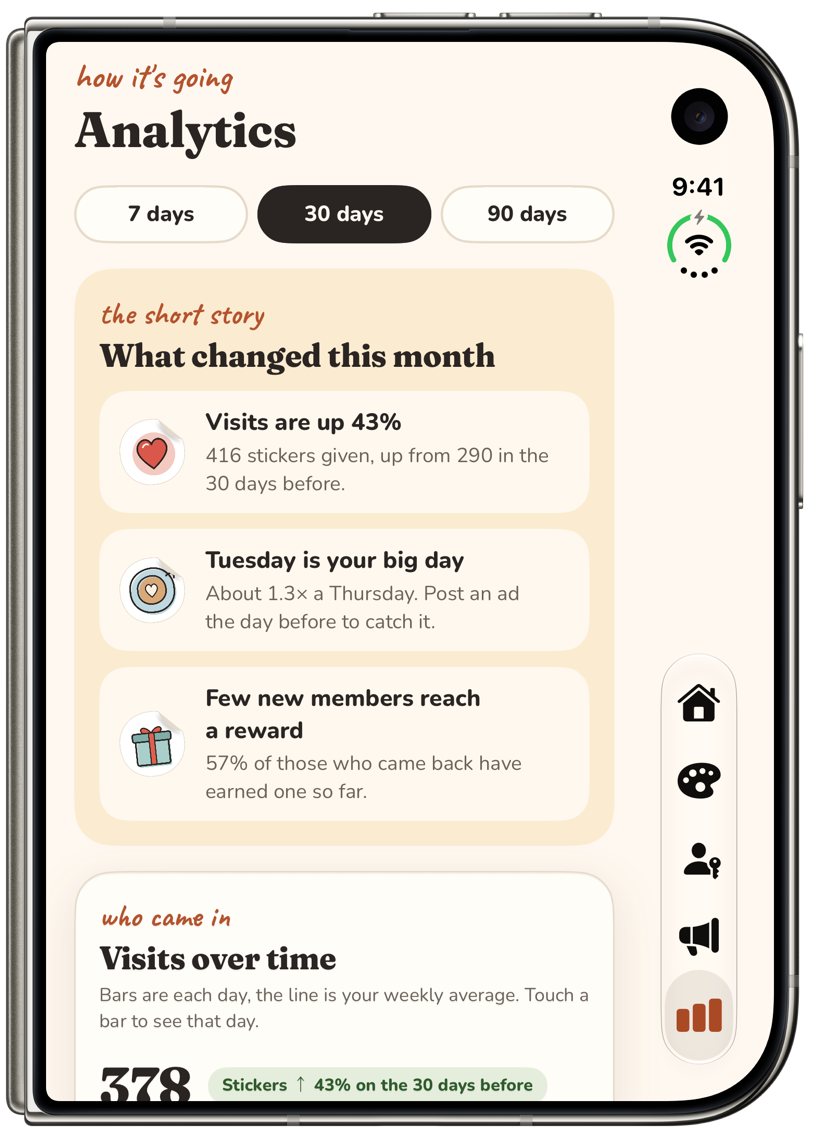 how it's going
Analytics
9:41
7 days
30 days
90 days
the short story
What changed this month
Visits are up 43%
416 stickers given, up from 290 in the
30 days before.
Tuesday is your big day
About 1.3× a Thursday. Post an ad
the day before to catch it.
Few new members reach
a reward
57% of those who came back have
earned one so far.
who came in
Visits over time
Bars are each day, the line is your weekly average. Touch a
bar to see that day.
378
Stickers ↑ 43% on the 30 days before